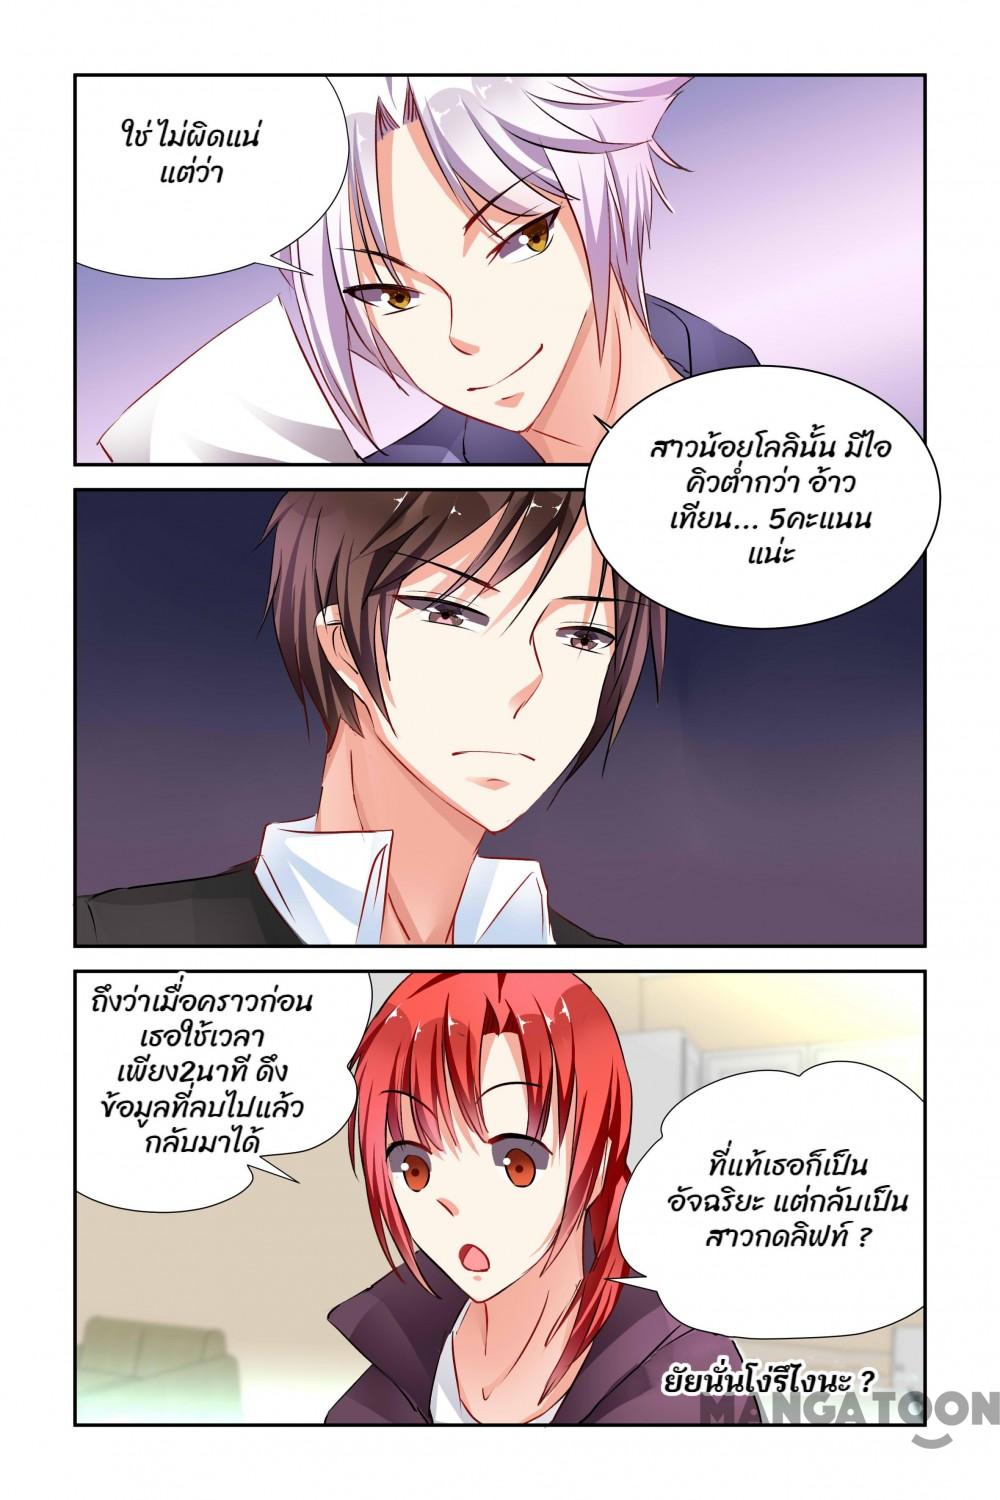 ใช่ ไม่ผิดแน่
แต่ว่า
สาวน้อยโลลินั้น มีไอ
คิวต่ำกว่า อ้าว
เทียน... 5คะแนน
แน่ะ
ถึงว่าเมื่อคราวก่อน
เธอใช้เวลา
เพียง2นาที ดึง
ข้อมูลที่ลบไปแล้ว
กลับมาได้
ที่แท้เธอก็เป็น
อัจฉริยะ แต่กลับเป็น
สาวกดลิฟท์ ?
ยัยนั่นโง่รึไงนะ ?
MANGATOON